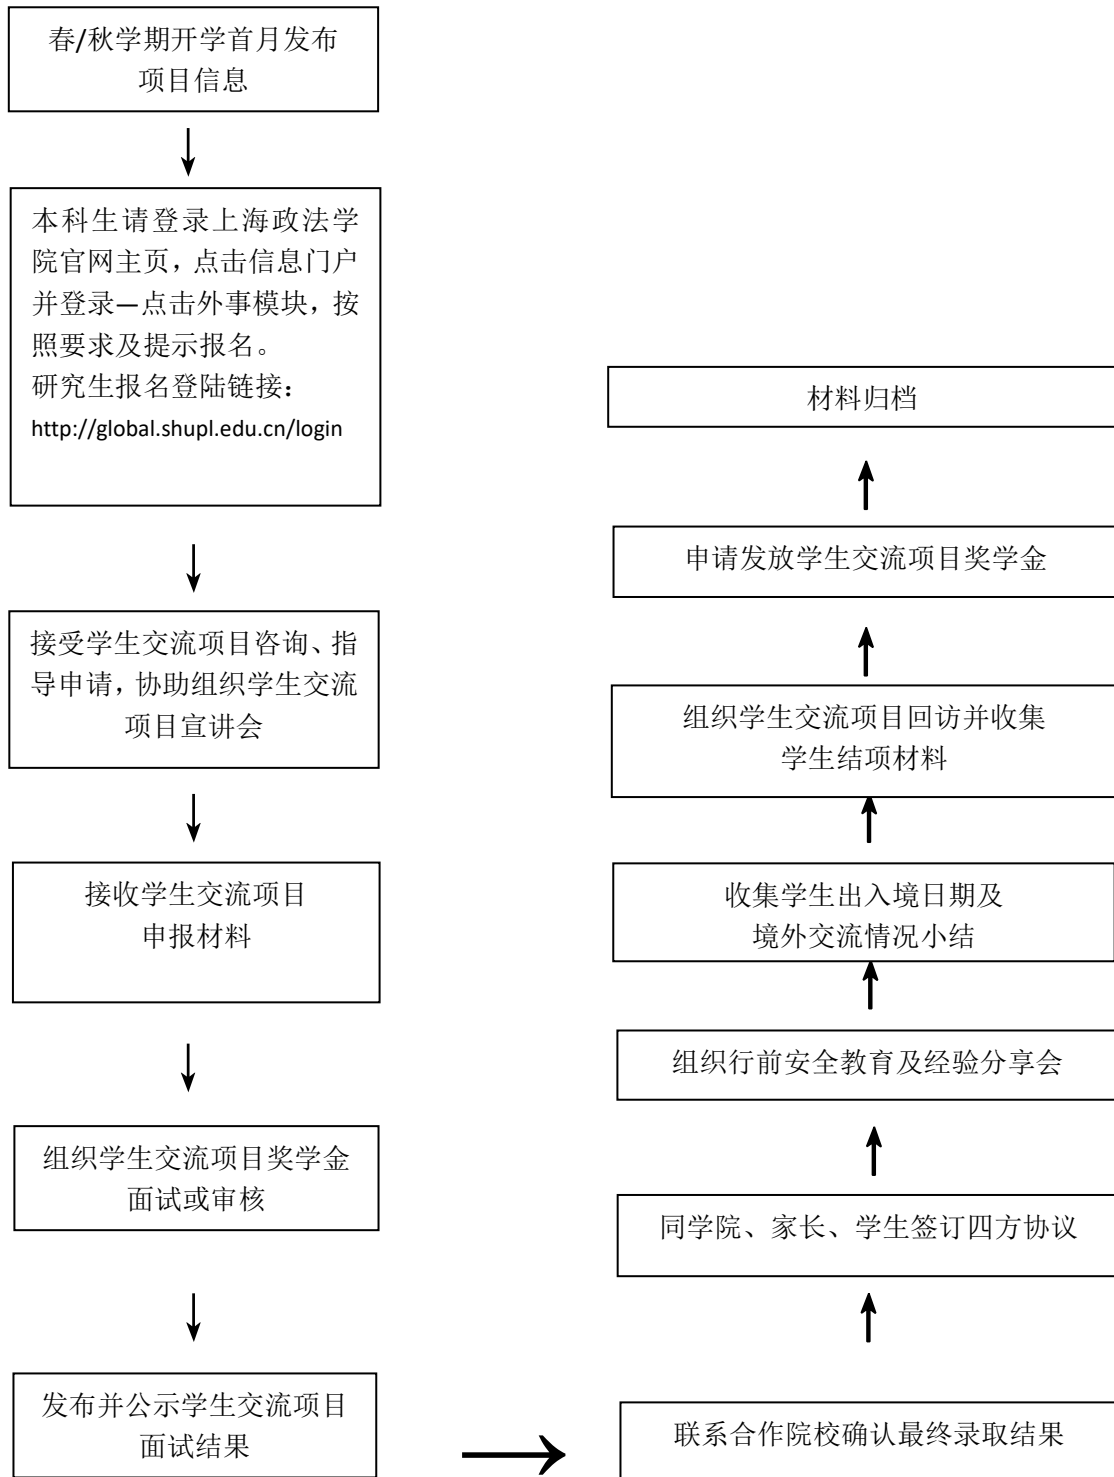 春/秋学期开学首月发布
项目信息
本科生请登录上海政法学
院官网主页，点击信息门户
并登录—点击外事模块，按
照要求及提示报名。
研究生报名登陆链接：
http://global.shupl.edu.cn/login
接受学生交流项目咨询、指
导申请，协助组织学生交流
项目宣讲会
接收学生交流项目
申报材料
组织学生交流项目奖学金
面试或审核
发布并公示学生交流项目
面试结果
联系合作院校确认最终录取结果
同学院、家长、学生签订四方协议
组织行前安全教育及经验分享会
收集学生出入境日期及
境外交流情况小结
组织学生交流项目回访并收集
学生结项材料
申请发放学生交流项目奖学金
材料归档